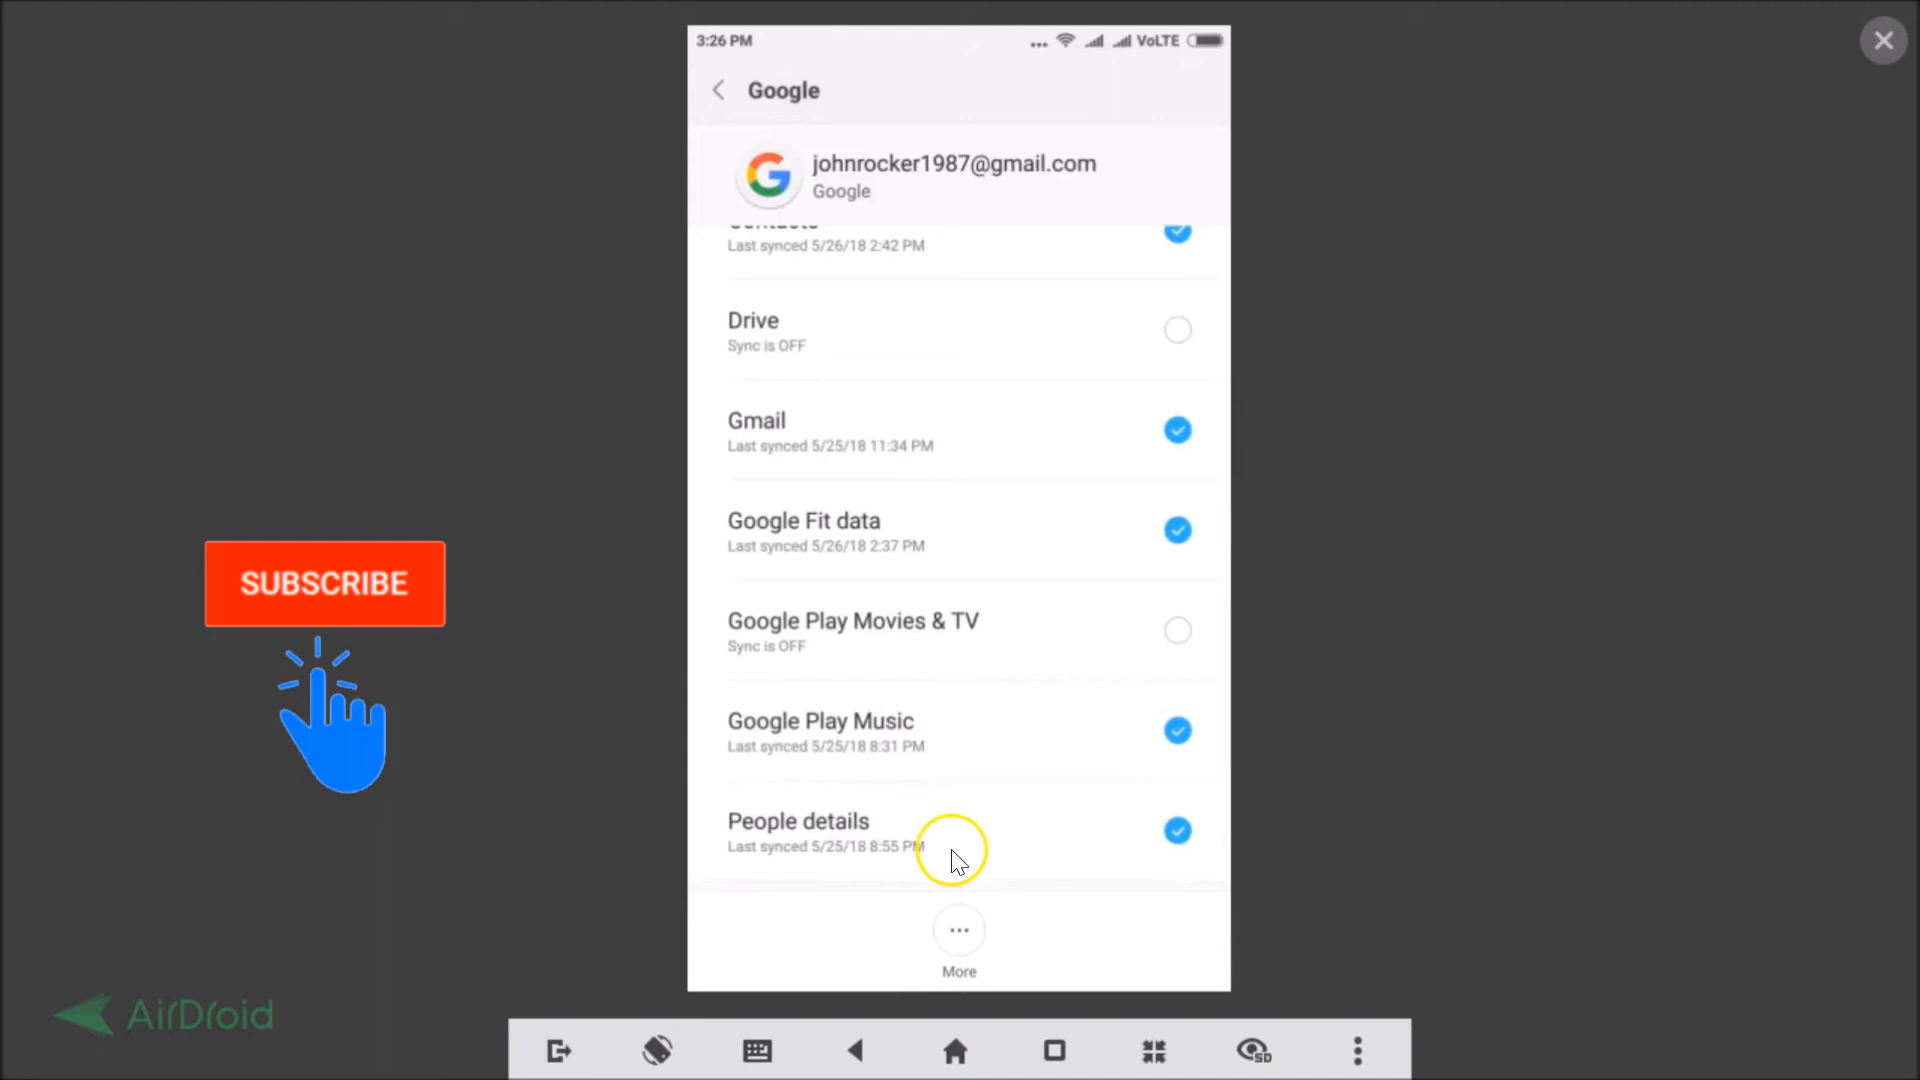 3:26 PM
VoLTE
Google
johnrocker1987@gmail.com
Google
Contacts
Last synced 5/26/18 2:42 PM
Drive
Sync is OFF
Gmail
Last synced 5/25/18 11:34 PM
Google Fit data
Last synced 5/26/18 2:37 PM
Google Play Movies & TV
Sync is OFF
Google Play Music
Last synced 5/25/18 8:31 PM
People details
Last synced 5/25/18 8:55 PM
More
SUBSCRIBE
AirDroid
SD